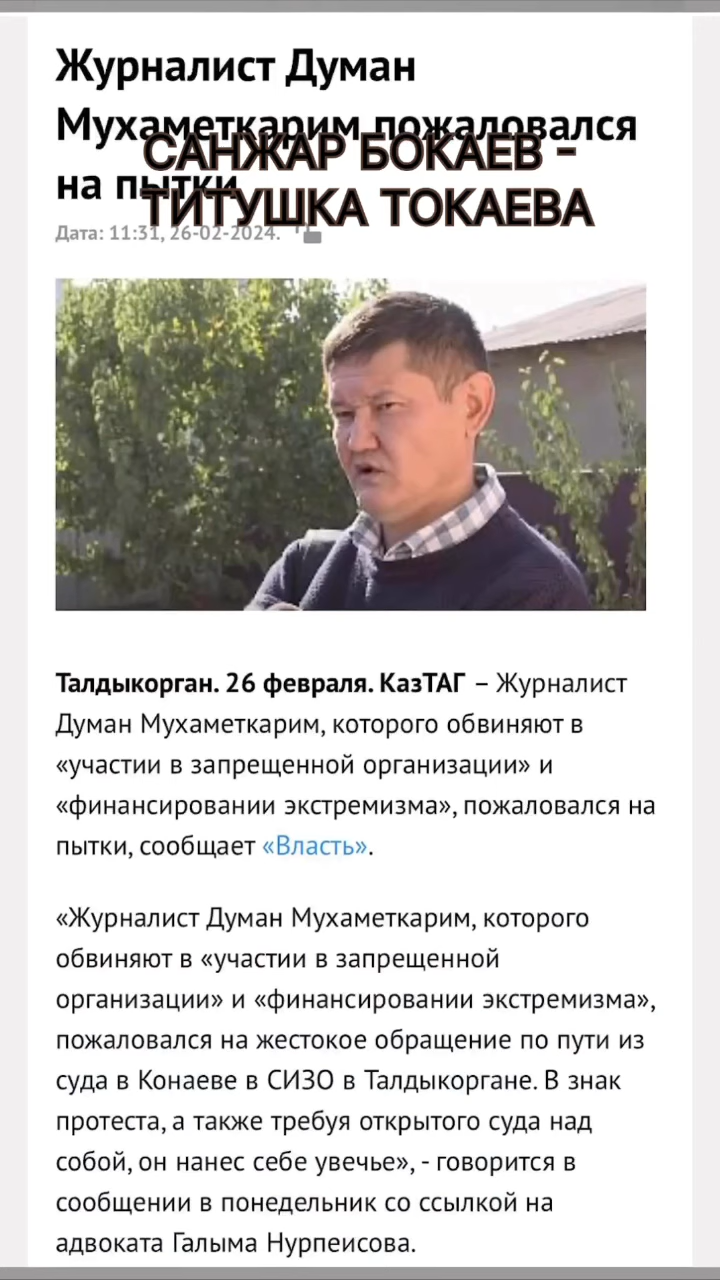 Журналист Думан
Мухаметкарим пожаловался
на пытки
САНЖАР БОКАЕВ -
ТИТУШКА ТОКАЕВА
Дата: 11:31, 26-02-2024.
Талдыкорган. 26 февраля. КазТАГ – Журналист
Думан Мухаметкарим, которого обвиняют в
«участии в запрещенной организации» и
«финансировании экстремизма», пожаловался на
пытки, сообщает «Власть».
«Журналист Думан Мухаметкарим, которого
обвиняют в «участии в запрещенной
организации» и «финансировании экстремизма»,
пожаловался на жестокое обращение по пути из
суда в Конаеве в СИЗО в Талдыкоргане. В знак
протеста, а также требуя открытого суда над
собой, он нанес себе увечье», - говорится в
сообщении в понедельник со ссылкой на
адвоката Галыма Нурпеисова.